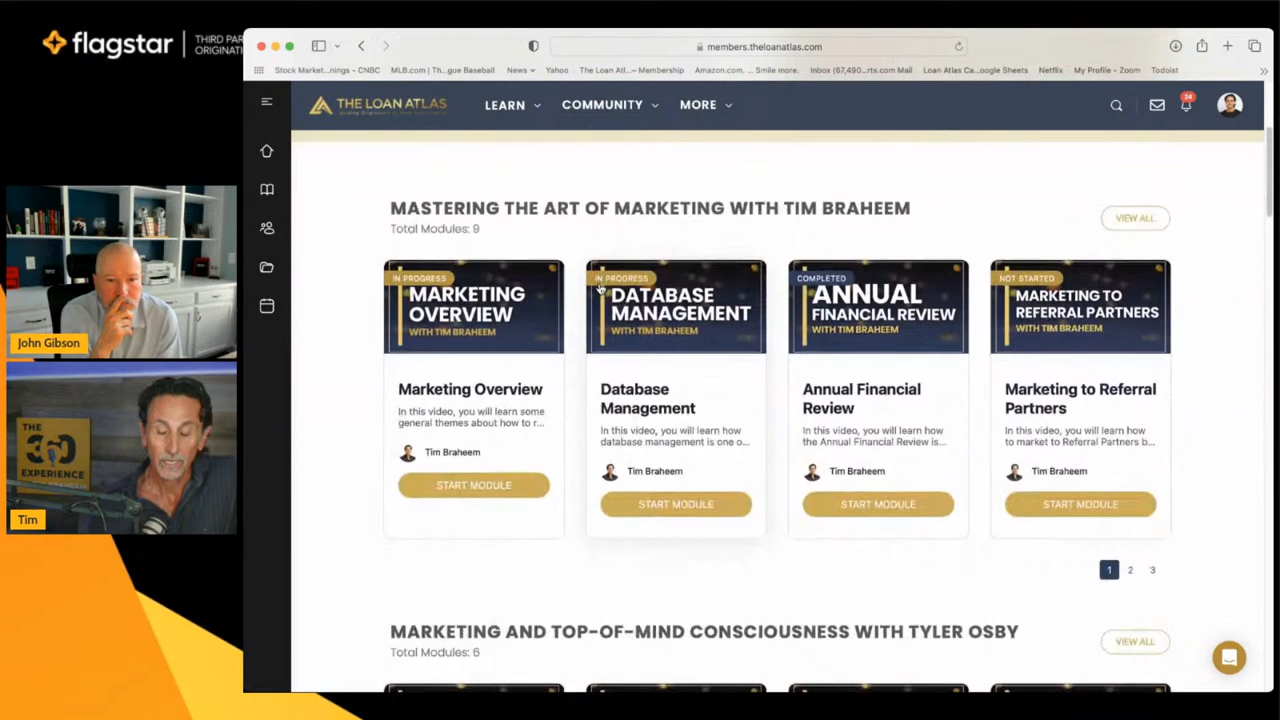 flagstar
THIRD PAR
ORIGINATI
members.theloanatlas.com
Stock Market...nings - CNBC
MLB.com | Th...gue Baseball
News
Yahoo
The Loan Atl... – Membership
Amazon.com. ... Smile more.
Inbox (67,490...rts.com Mail
Loan Atlas Ca...oogle Sheets
Netflix
My Profile - Zoom
Todoist
THE LOAN ATLAS
LEARN
COMMUNITY
MORE
24
MASTERING THE ART OF MARKETING WITH TIM BRAHEEM
Total Modules: 9
VIEW ALL
IN PROGRESS
MARKETING
OVERVIEW
WITH TIM BRAHEEM
Marketing Overview
In this video, you will learn some
general themes about how to r...
Tim Braheem
START MODULE
IN PROGRESS
DATABASE
MANAGEMENT
WITH TIM BRAHEEM
Database
Management
In this video, you will learn how
database management is one o...
Tim Braheem
START MODULE
COMPLETED
ANNUAL
FINANCIAL REVIEW
WITH TIM BRAHEEM
Annual Financial
Review
In this video, you will learn how
the Annual Financial Review is...
Tim Braheem
START MODULE
NOT STARTED
MARKETING TO
REFERRAL PARTNERS
WITH TIM BRAHEEM
Marketing to Referral
Partners
In this video, you will learn how
to market to Referral Partners b...
Tim Braheem
START MODULE
1 2 3
MARKETING AND TOP-OF-MIND CONSCIOUSNESS WITH TYLER OSBY
Total Modules: 6
VIEW ALL
John Gibson
THE
360
EXPERIENCE
Tim